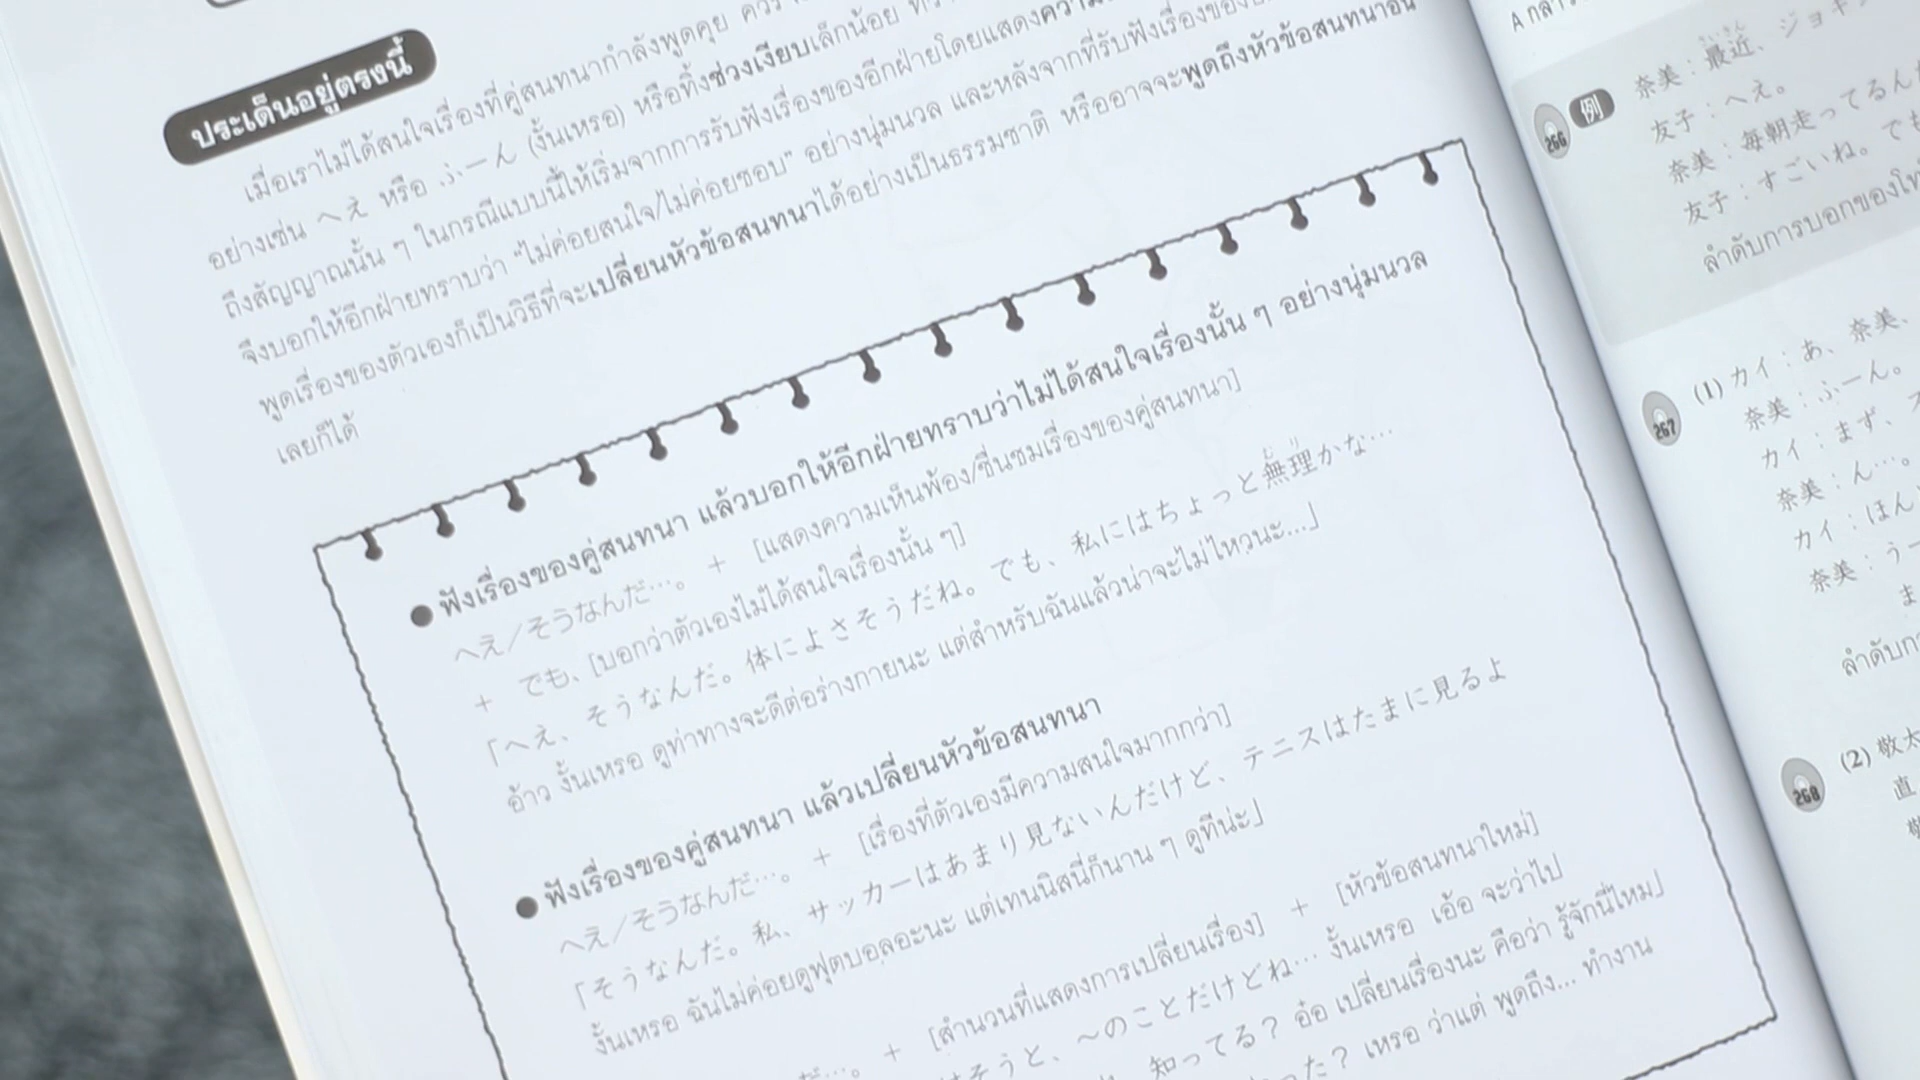 ประเด็นอยู่ตรงนี้
เมื่อเราไม่ได้สนใจเรื่องที่คู่สนทนากำลังพูดคุย
อย่างเช่น へえ หรือ ふーん (งั้นเหรอ) หรือทิ้งช่วงเงียบเล็กน้อย
ถึงสัญญาณนั้น ๆ ในกรณีแบบนี้ให้เริ่มจากการรับฟังเรื่องของอีกฝ่ายโดยแสดง
จึงบอกให้อีกฝ่ายทราบว่า "ไม่ค่อยสนใจ/ไม่ค่อยชอบ" อย่างนุ่มนวล และหลังจากที่รับฟังเรื่องของ
พูดเรื่องของตัวเองก็เป็นวิธีที่จะเปลี่ยนหัวข้อสนทนาได้อย่างเป็นธรรมชาติ หรืออาจจะพูดถึงหัวข้อสนทนาอื่น
เลยก็ได้
● ฟังเรื่องของคู่สนทนา แล้วบอกให้อีกฝ่ายทราบว่าไม่ได้สนใจเรื่องนั้น ๆ อย่างนุ่มนวล
へえ/そうなんだ…。 + [แสดงความเห็นพ้อง/ชื่นชมเรื่องของคู่สนทนา]
+ でも、[บอกว่าตัวเองไม่ได้สนใจเรื่องนั้น ๆ]
「へえ、そうなんだ。体によさそうだね。でも、私にはちょっと無理かな…
อ้าว งั้นเหรอ ดูท่าทางจะดีต่อร่างกายนะ แต่สำหรับฉันแล้วน่าจะไม่ไหวนะ...」
● ฟังเรื่องของคู่สนทนา แล้วเปลี่ยนหัวข้อสนทนา
へえ/そうなんだ…。 + [เรื่องที่ตัวเองมีความสนใจมากกว่า]
「そうなんだ。私、サッカーはあまり見ないんだけど、テニスはたまに見るよ
งั้นเหรอ ฉันไม่ค่อยดูฟุตบอลอะนะ แต่เทนนิสนี่ก็นาน ๆ ดูทีน่ะ」
だ…。 + [สำนวนที่แสดงการเปลี่ยนเรื่อง] + [หัวข้อสนทนาใหม่]
そうと、～のことだけどね… งั้นเหรอ เอ้อ จะว่าไป
知ってる？ อ๋อ เปลี่ยนเรื่องนะ คือว่า รู้จักนี่ไหม」
た？ เหรอ ว่าแต่ พูดถึง... ทำงาน
266 例
奈美：最近、ジョギ
友子：へえ。
奈美：毎朝走ってるん
友子：すごいね。でも
ลำดับการบอกของ
267 (1) カイ：あ、奈美、
奈美：ふーん。
カイ：まず、
奈美：ん…。
カイ：ほん
奈美：うー
ま
268 (2) 敬太
直